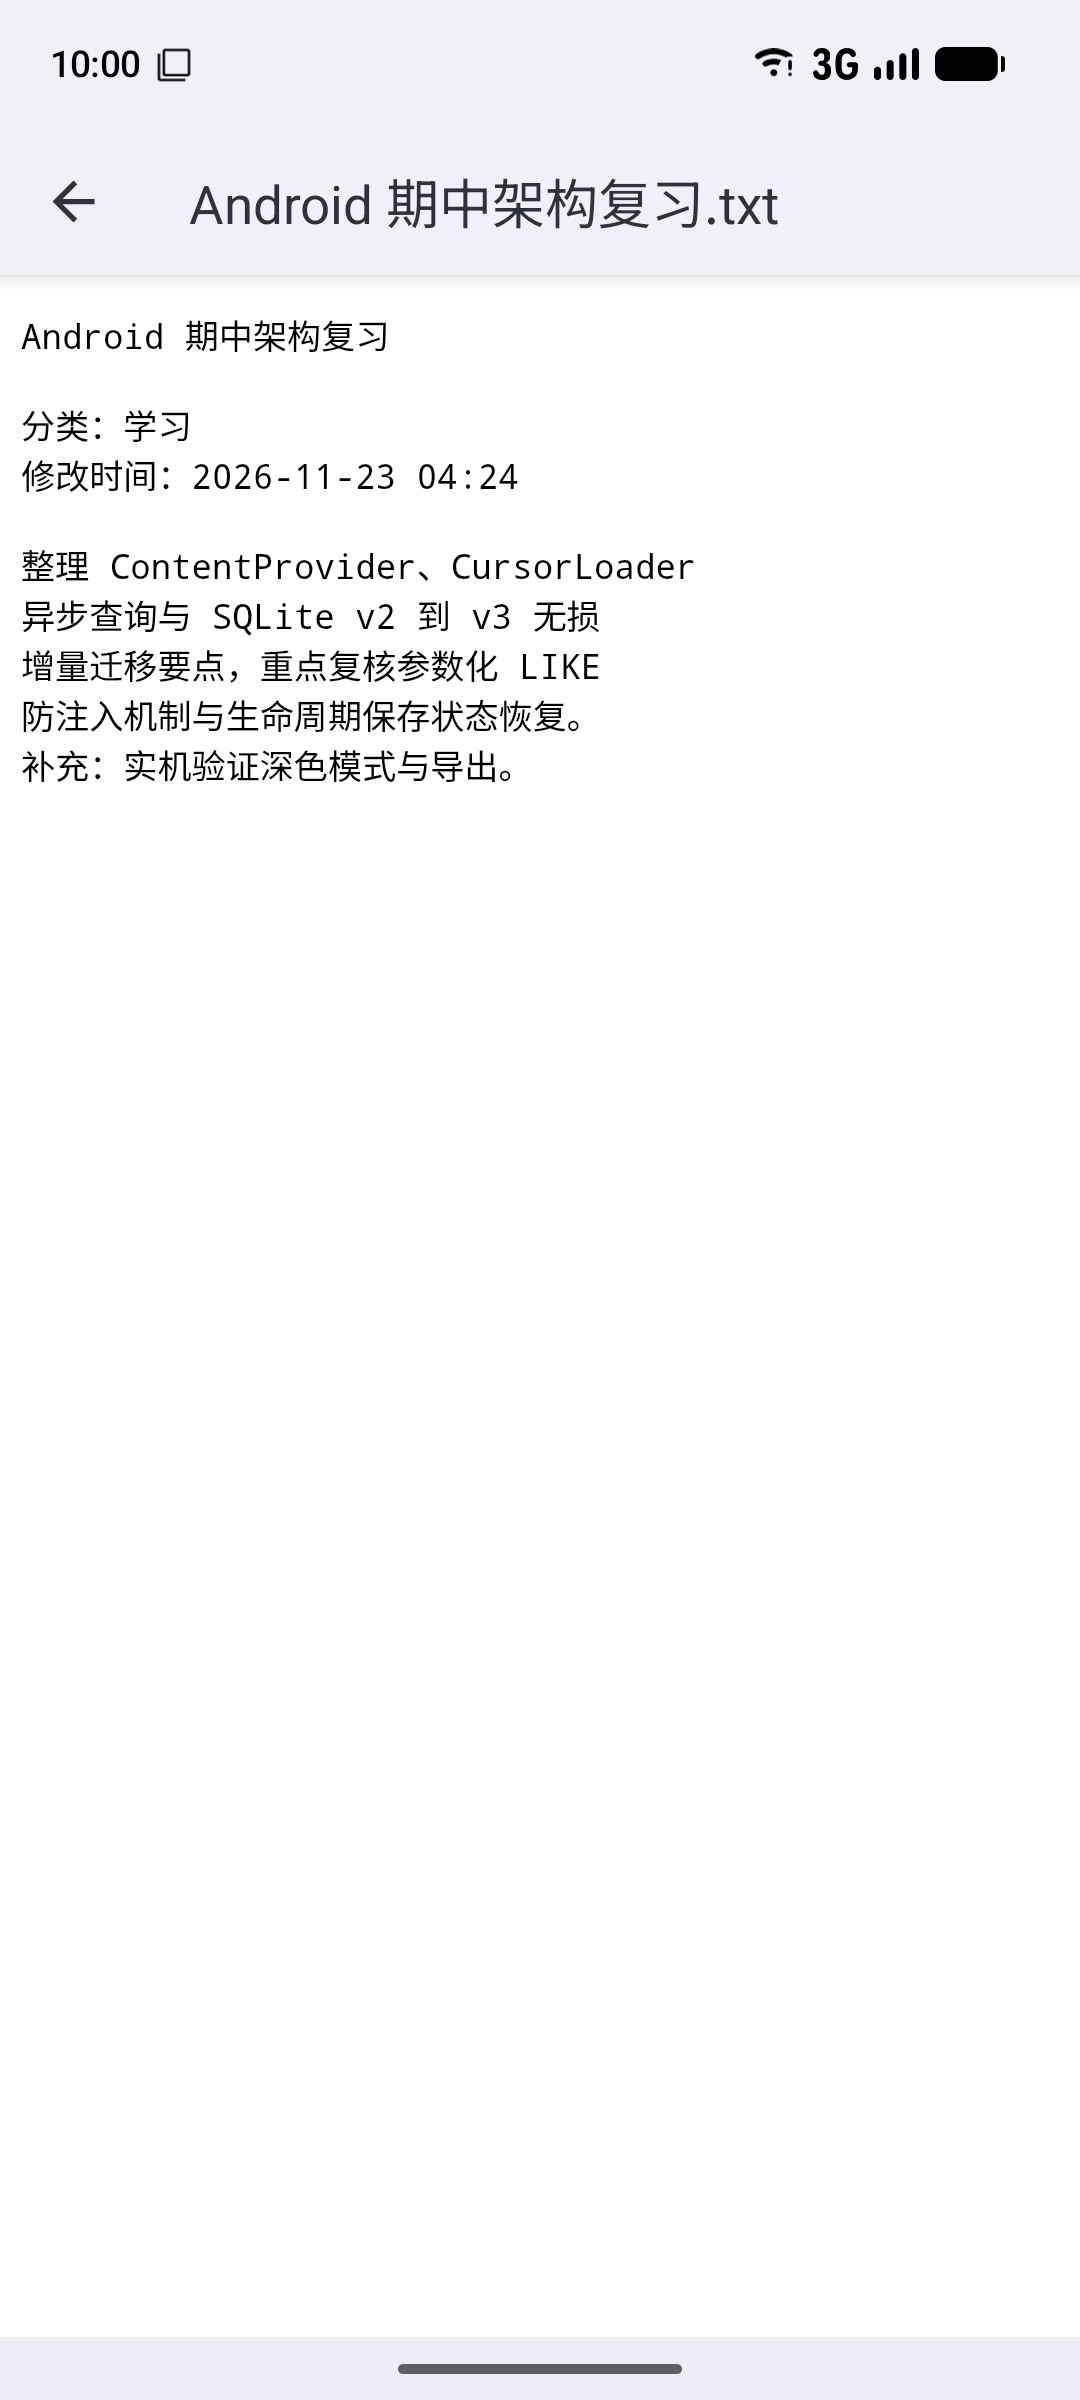 10:00
3G
Android 期中架构复习.txt
Android 期中架构复习
分类：学习
修改时间：2026-11-23 04:24
整理 ContentProvider、CursorLoader
异步查询与 SQLite v2 到 v3 无损
增量迁移要点，重点复核参数化 LIKE
防注入机制与生命周期保存状态恢复。
补充：实机验证深色模式与导出。